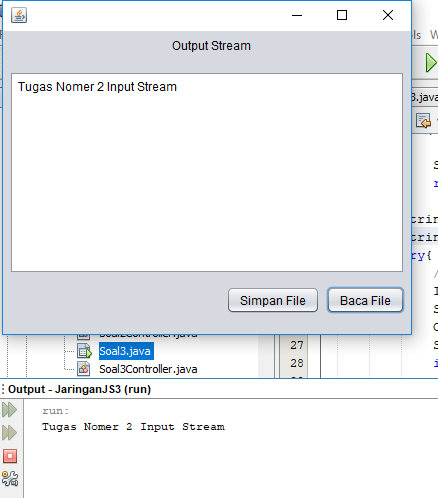 Output Stream
Tugas Nomer 2 Input Stream
Simpan File
Baca File
Soal2Controller.java
Soal3.java
Soal3Controller.java
3.java
ls
W
S
r
trin
trin
ry{
/
I
S
O
27
S
28
i
Output - JaringanJS3 (run)
run:
Tugas Nomer 2 Input Stream